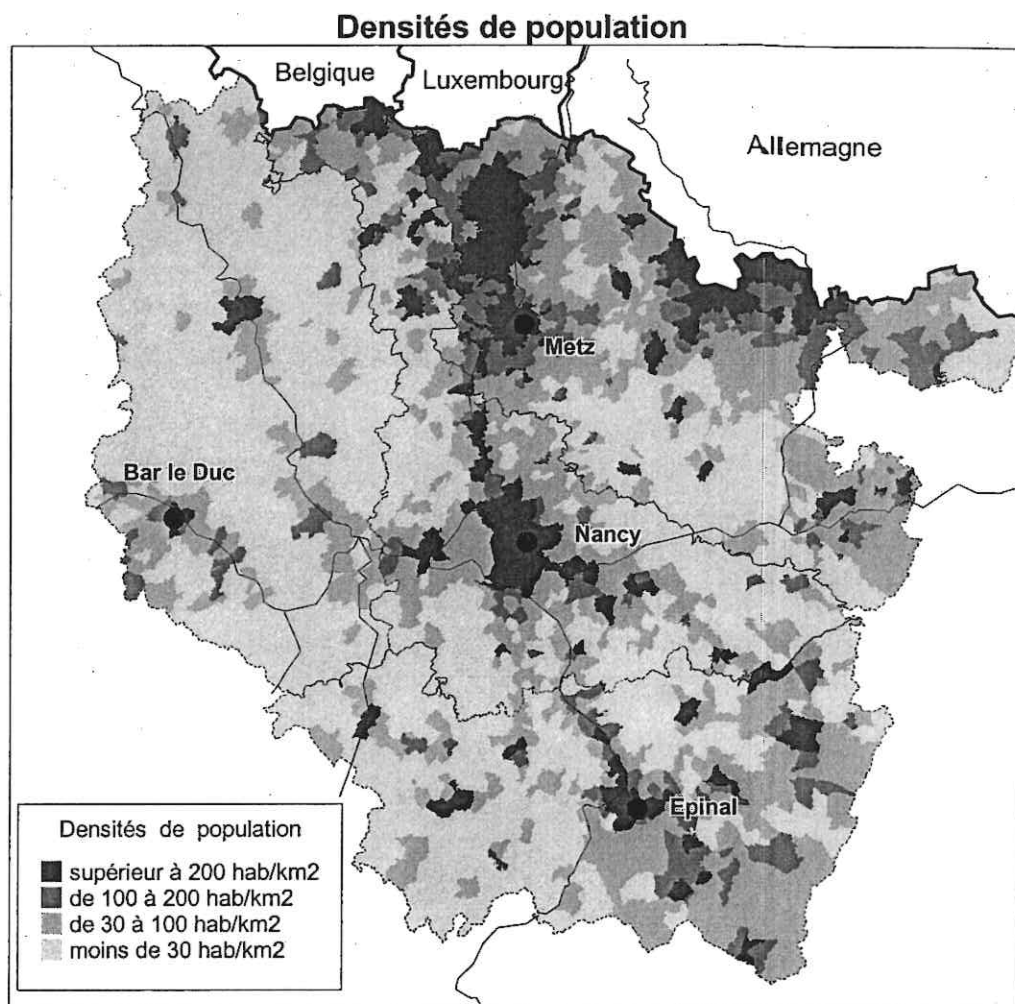 Densités de population
Belgique
Luxembourg
Allemagne
Metz
Bar le Duc
Nancy
Epinal
Densités de population
supérieur à 200 hab/km2
de 100 à 200 hab/km2
de 30 à 100 hab/km2
moins de 30 hab/km2